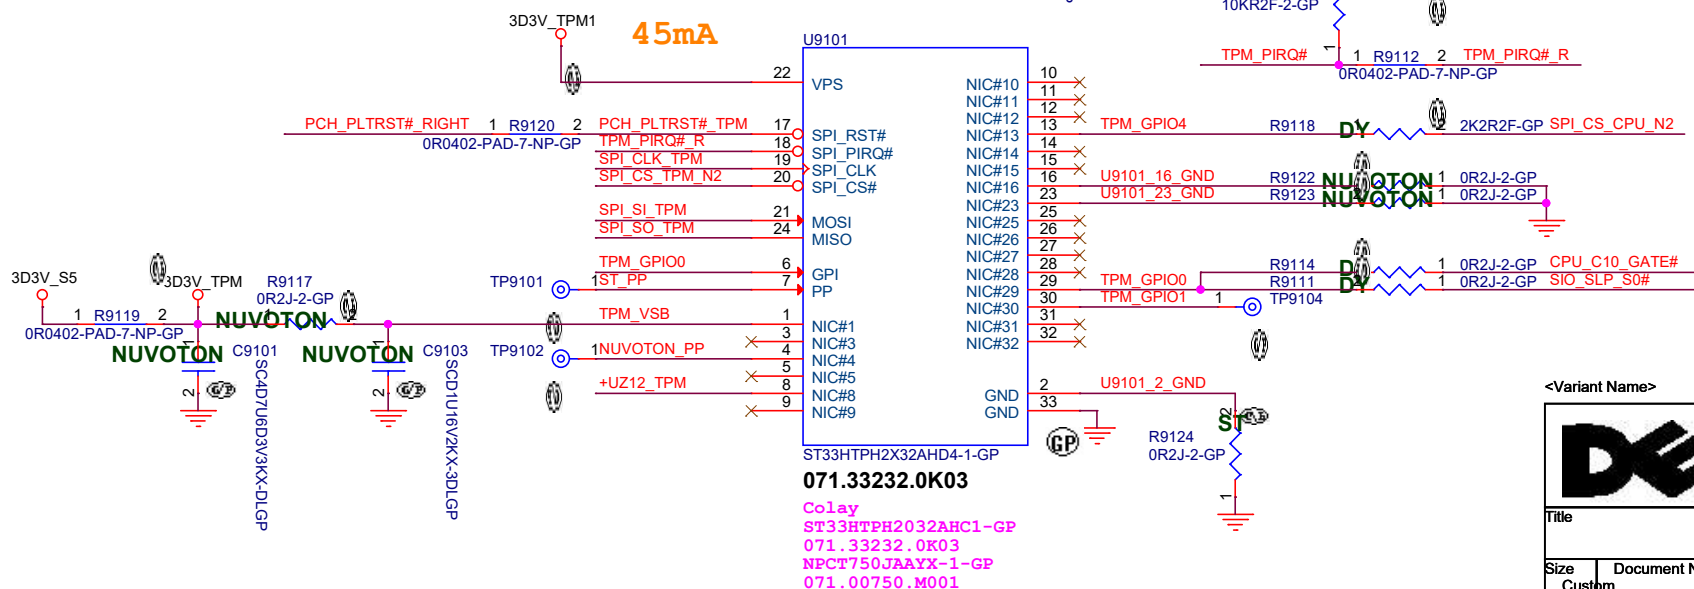 10KR2F-2-GP
3D3V_TPM1
45mA
U9101
TPM_PIRQ#
1
1 R9112 2
TPM_PIRQ#_R
0R0402-PAD-7-NP-GP
22
VPS
NIC#10
10
NIC#11
11
NIC#12
12
PCH_PLTRST#_RIGHT
1 R9120 2
PCH_PLTRST#_TPM
17
SPI_RST#
NIC#13
13
TPM_GPIO4
R9118
DY
2K2R2F-GP
SPI_CS_CPU_N2
0R0402-PAD-7-NP-GP
TPM_PIRQ#_R
18
SPI_PIRQ#
NIC#14
14
SPI_CLK_TPM
19
SPI_CLK
NIC#15
15
SPI_CS_TPM_N2
20
SPI_CS#
NIC#16
16
U9101_16_GND
R9122
NUVOTON
1
0R2J-2-GP
NIC#23
23
U9101_23_GND
R9123
NUVOTON
1
0R2J-2-GP
SPI_SI_TPM
21
MOSI
NIC#25
25
SPI_SO_TPM
24
MISO
NIC#26
26
NIC#27
27
TPM_GPIO0
6
GPI
NIC#28
28
R9114
1
0R2J-2-GP
CPU_C10_GATE#
TP9101
1
ST_PP
7
PP
NIC#29
29
TPM_GPIO0
R9111
DY
1
0R2J-2-GP
SIO_SLP_S0#
NIC#30
30
TPM_GPIO1
1
TP9104
3D3V_S5
3D3V_TPM
R9117
0R2J-2-GP
1 R9119 2
0R0402-PAD-7-NP-GP
NUVOTON
TPM_VSB
1
NIC#1
NIC#31
31
3
NIC#3
NIC#32
32
NUVOTON
C9101
SC4D7U6D3V3KX-DLGP
1
2
NUVOTON
C9103
SCD1U16V2KX-3DLGP
1
2
TP9102
1
NUVOTON_PP
4
NIC#4
5
NIC#5
+UZ12_TPM
8
NIC#8
GND
2
U9101_2_GND
9
NIC#9
GND
33
GP
ST
2
R9124
0R2J-2-GP
1
ST33HTPH2X32AHD4-1-GP
071.33232.0K03
Colay
ST33HTPH2032AHC1-GP
071.33232.0K03
NPCT750JAAYX-1-GP
071.00750.M001
<Variant Name>
Title
Size
Document N
Custom